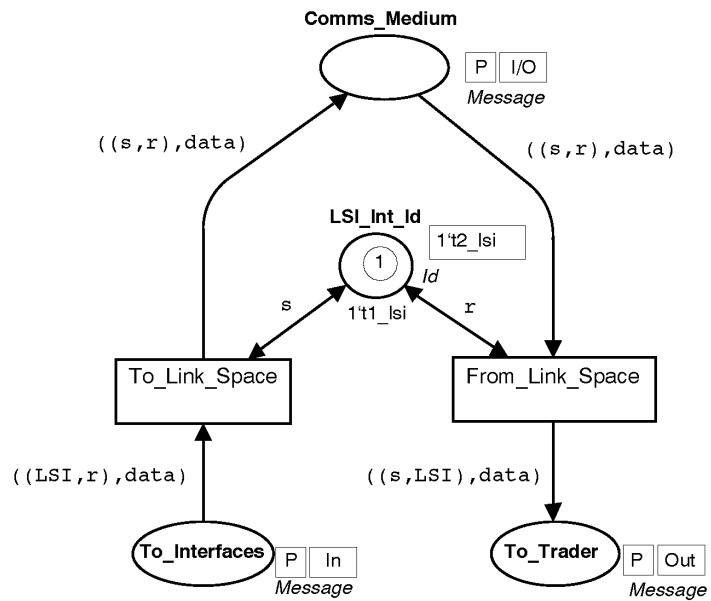 Comms_Medium
P I/O
Message
((s,r),data)
((s,r),data)
LSI_Int_Id
1‘t2_lsi
1
Id
s
1‘t1_lsi
r
To_Link_Space
From_Link_Space
((LSI,r),data)
((s,LSI),data)
To_Interfaces
P In
Message
To_Trader
P Out
Message